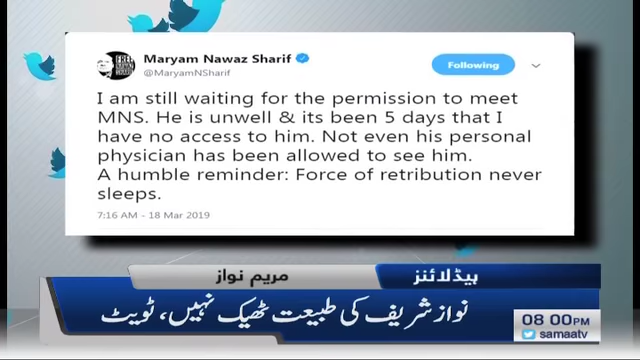 Maryam Nawaz Sharif
@MaryamNSharif
Following
I am still waiting for the permission to meet
MNS. He is unwell & its been 5 days that I
have no access to him. Not even his personal
physician has been allowed to see him.
A humble reminder: Force of retribution never
sleeps.
7:16 AM - 18 Mar 2019
ہیڈلائنز
مریم نواز
نواز شریف کی طبیعت ٹھیک نہیں، ٹویٹ
08:00PM
samaatv